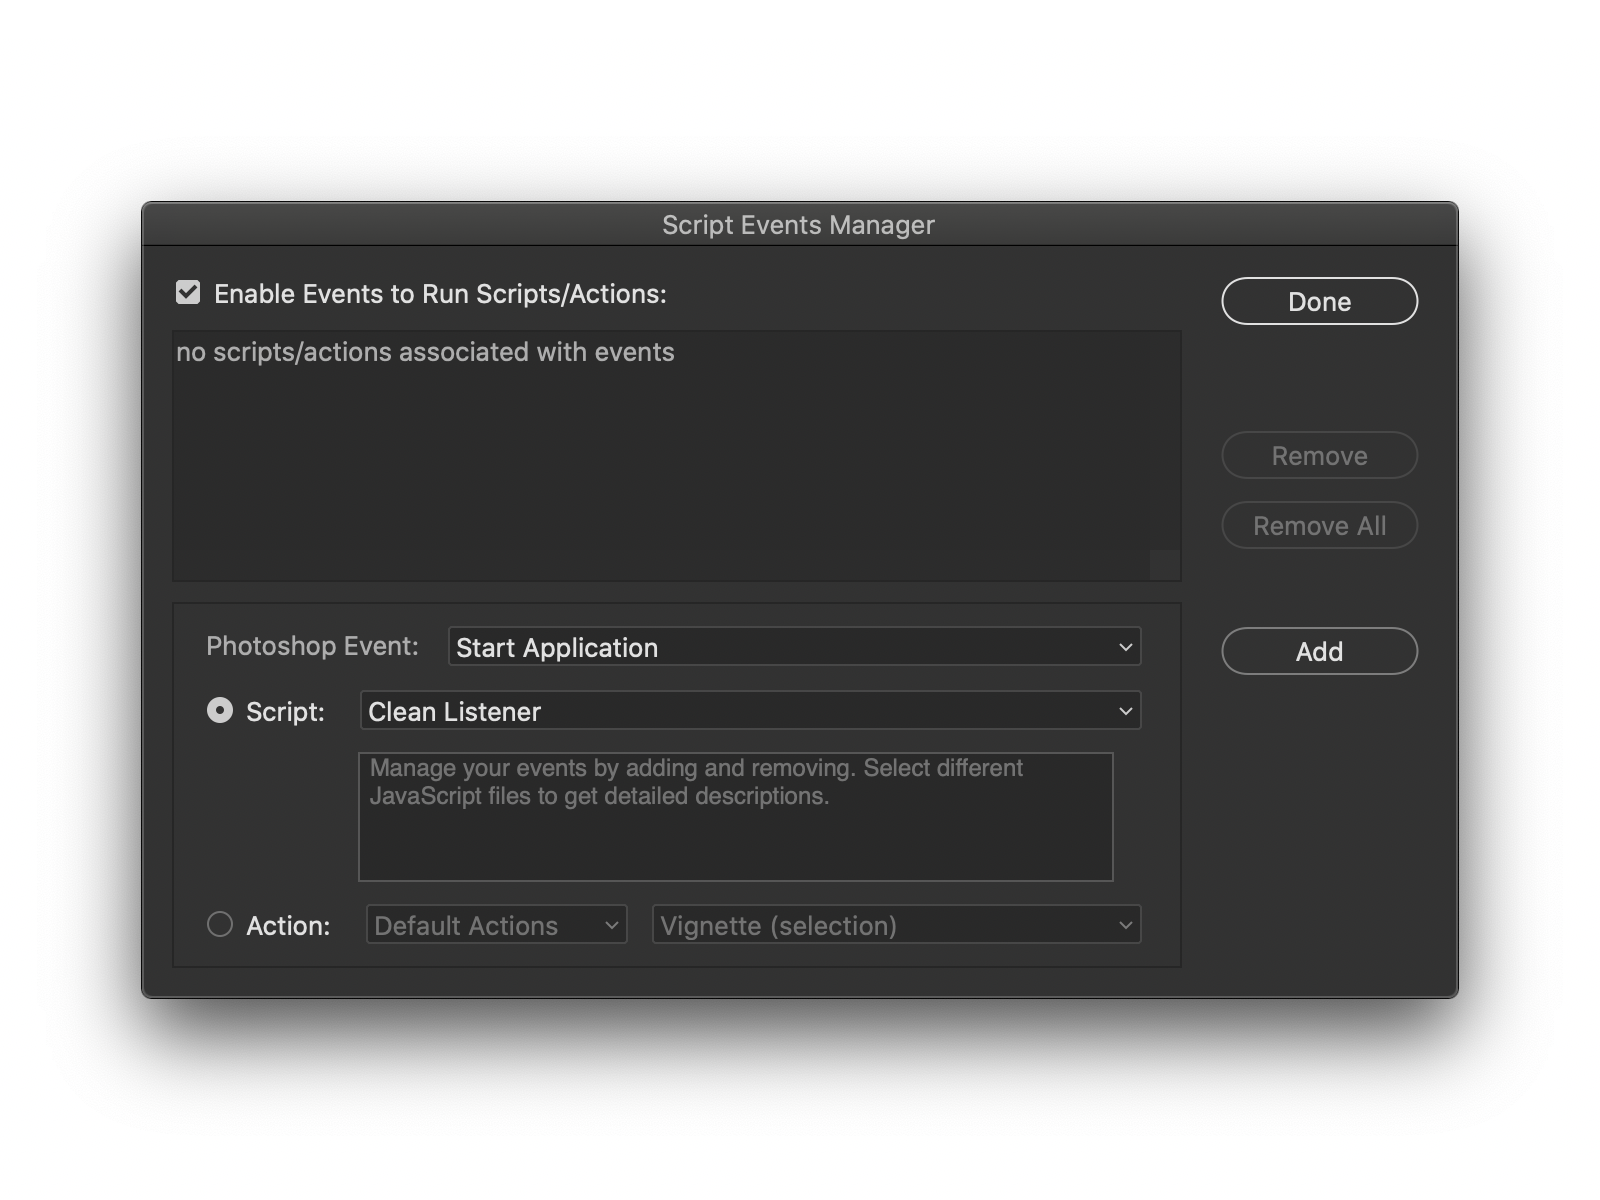 Script Events Manager
Enable Events to Run Scripts/Actions:
Done
no scripts/actions associated with events
Remove
Remove All
Photoshop Event: Start Application
Add
Script: Clean Listener
Manage your events by adding and removing. Select different
JavaScript files to get detailed descriptions.
Action: Default Actions Vignette (selection)